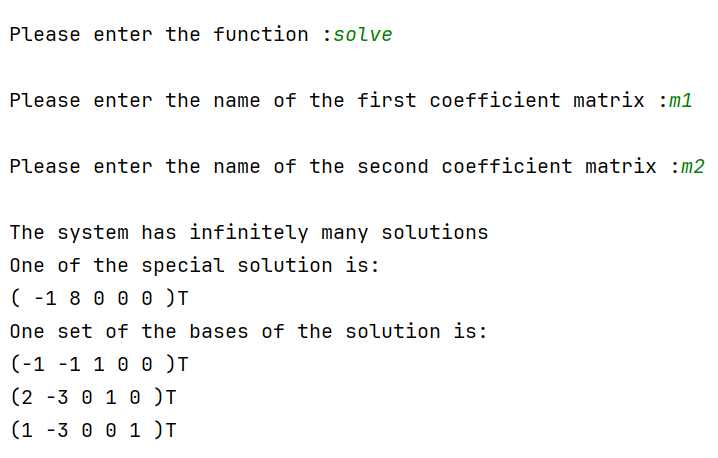 Please enter the function :solve
Please enter the name of the first coefficient matrix :m1
Please enter the name of the second coefficient matrix :m2
The system has infinitely many solutions
One of the special solution is:
( -1 8 0 0 0 )T
One set of the bases of the solution is:
(-1 -1 1 0 0 )T
(2 -3 0 1 0 )T
(1 -3 0 0 1 )T